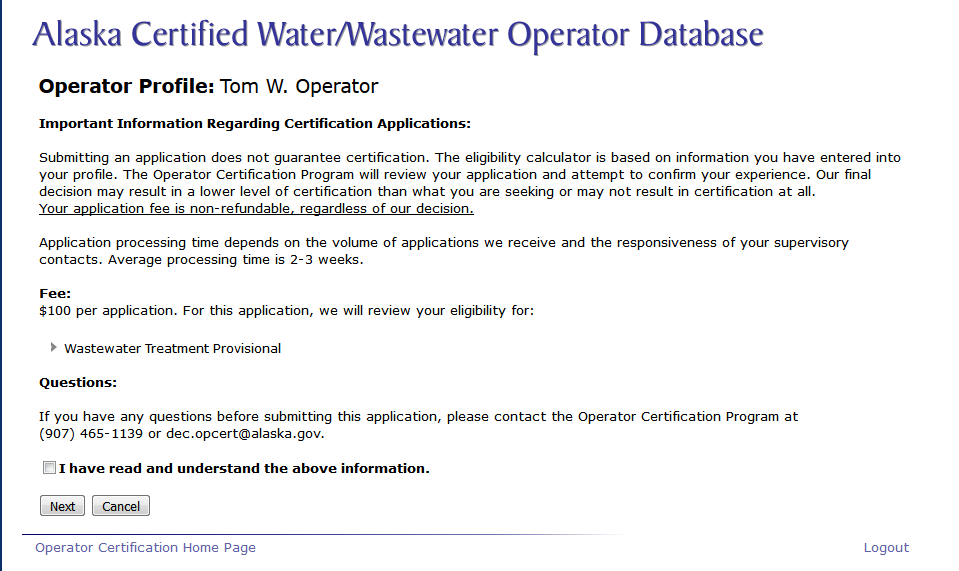 Alaska Certified Water/Wastewater Operator Database
Operator Profile: Tom W. Operator
Important Information Regarding Certification Applications:
Submitting an application does not guarantee certification. The eligibility calculator is based on information you have entered into
your profile. The Operator Certification Program will review your application and attempt to confirm your experience. Our final
decision may result in a lower level of certification than what you are seeking or may not result in certification at all.
Your application fee is non-refundable, regardless of our decision.
Application processing time depends on the volume of applications we receive and the responsiveness of your supervisory
contacts. Average processing time is 2-3 weeks.
Fee:
$100 per application. For this application, we will review your eligibility for:
Wastewater Treatment Provisional
Questions:
If you have any questions before submitting this application, please contact the Operator Certification Program at
(907) 465-1139 or dec.opcert@alaska.gov.
I have read and understand the above information.
Next Cancel
Operator Certification Home Page Logout